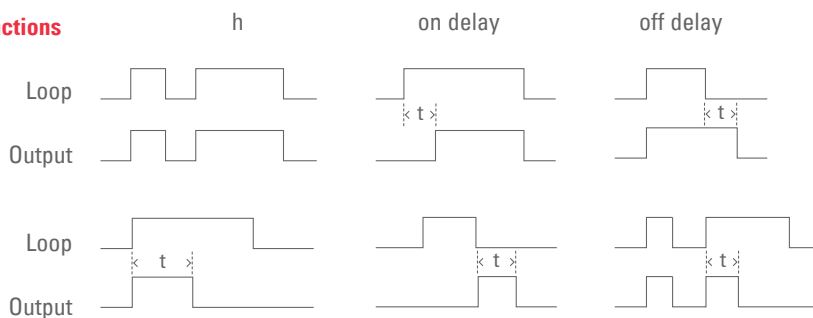 ctions
h on delay off delay
Loop
t t
Output
Loop
t t t
Output